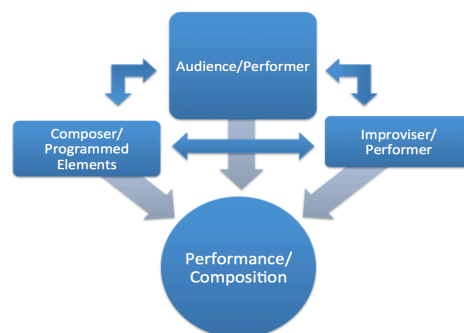 Audience/Performer
Composer/
Programmed
Elements
Improviser/
Performer
Performance/
Composition